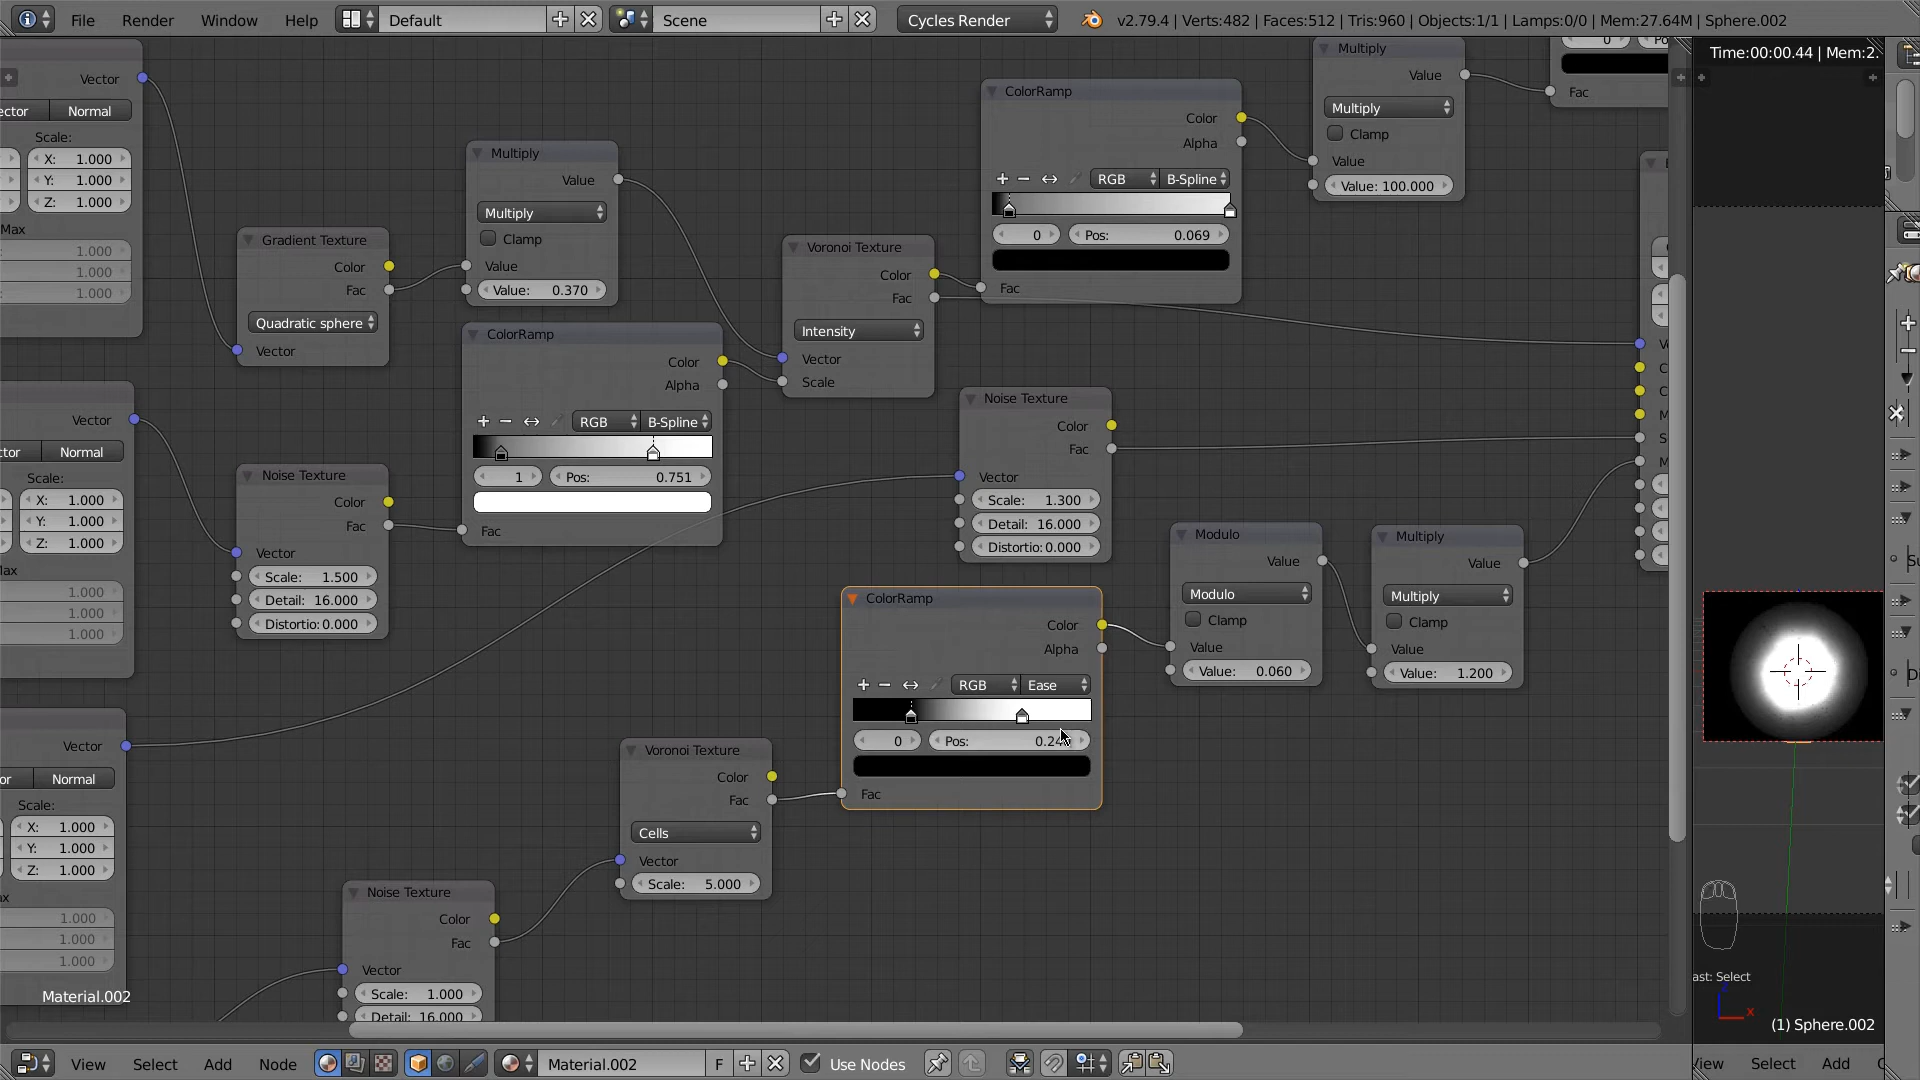 File Render Window Help Default Scene Cycles Render v2.79.4 | Verts:482 | Faces:512 | Tris:960 | Objects:1/1 | Lamps:0/0 | Mem:27.64M | Sphere.002
Time:00:00.44 | Mem:2.
Vector
Normal
Scale:
X: 1.000
Y: 1.000
Z: 1.000
Max
1.000
1.000
1.000
Gradient Texture
Color
Fac
Quadratic sphere
Vector
Multiply
Value
Multiply
Clamp
Value
Value: 0.370
ColorRamp
Color
Alpha
RGB B-Spline
1 Pos: 0.751
Fac
Voronoi Texture
Color
Fac
Intensity
Vector
Scale
ColorRamp
Color
Alpha
RGB B-Spline
0 Pos: 0.069
Fac
Multiply
Value
Multiply
Clamp
Value
Value: 100.000
0
Fac
Vector
Normal
Scale:
X: 1.000
Y: 1.000
Z: 1.000
1.000
1.000
1.000
Noise Texture
Color
Fac
Vector
Scale: 1.500
Detail: 16.000
Distortio: 0.000
Noise Texture
Color
Fac
Vector
Scale: 1.300
Detail: 16.000
Distortio: 0.000
Modulo
Value
Modulo
Clamp
Value
Value: 0.060
Multiply
Value
Multiply
Clamp
Value
Value: 1.200
ColorRamp
Color
Alpha
RGB Ease
0 Pos:
Fac
Vector
Normal
Scale:
X: 1.000
Y: 1.000
Z: 1.000
1.000
1.000
1.000
Voronoi Texture
Color
Fac
Cells
Vector
Scale: 5.000
Noise Texture
Color
Fac
Vector
Scale: 1.000
Detail: 16.000
Material.002
ast: Select
x
(1) Sphere.002
View Select Add Node Material.002 F Use Nodes
Select Add